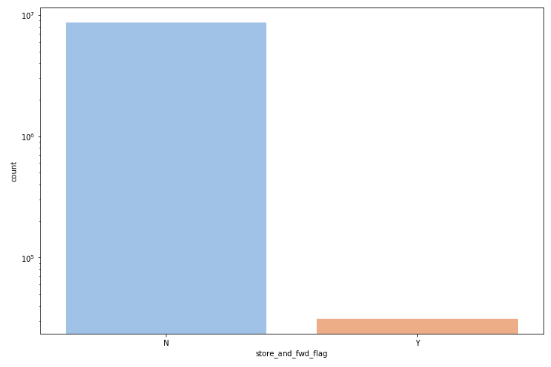 10⁷
10⁶
10⁵
count
N
Y
store_and_fwd_flag